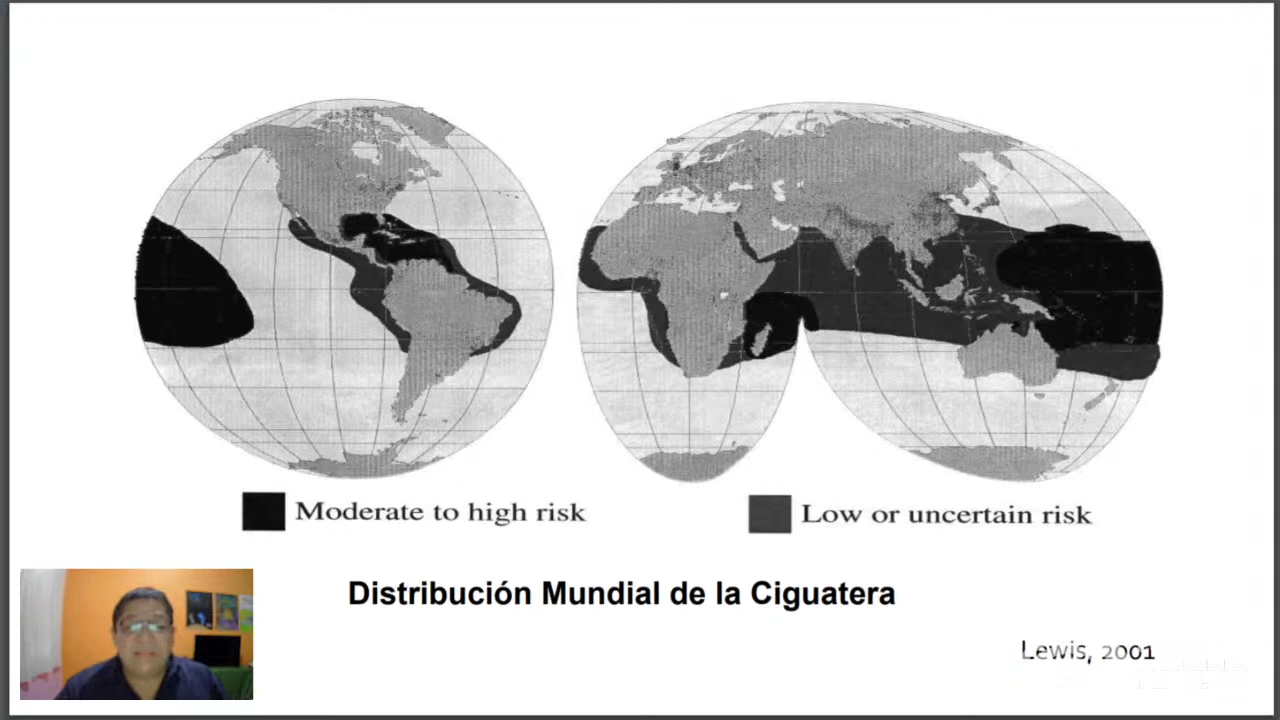 Moderate to high risk
Low or uncertain risk
Distribución Mundial de la Ciguatera
Lewis, 2001